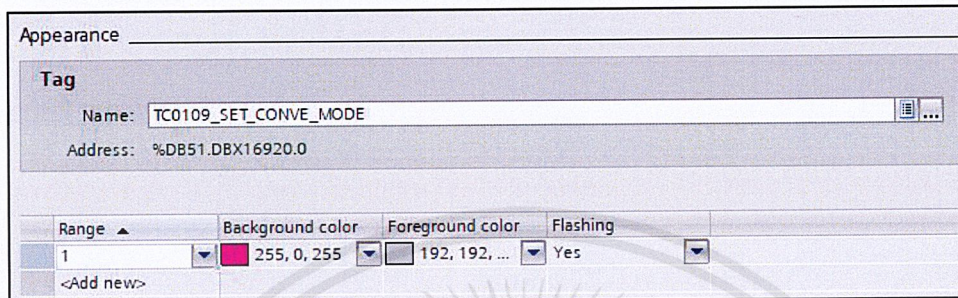 Appearance
Tag
Name: TC0109_SET_CONVE_MODE ...
Address: %DB51.DBX16920.0
Range Background color Foreground color Flashing
1 255, 0, 255 192, 192, ... Yes
<Add new>